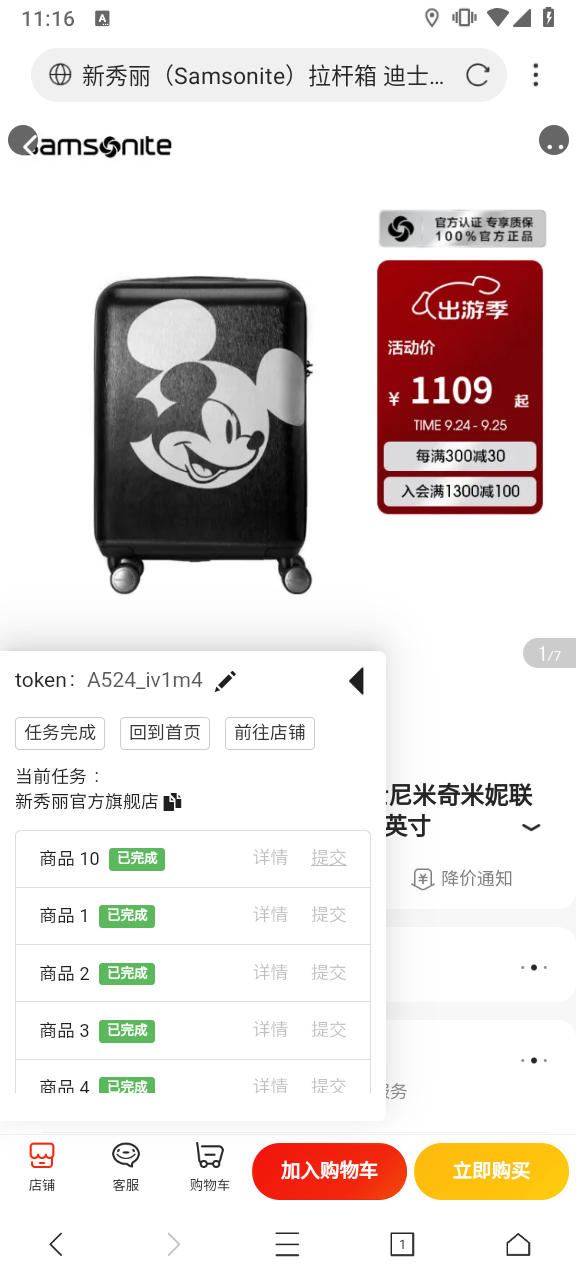 11:16
A
新秀丽（Samsonite）拉杆箱 迪士...
Samsonite
官方认证 专享质保
100%官方正品
出游季
活动价
¥ 1109 起
TIME 9.24 - 9.25
每满300减30
入会满1300减100
1/7
token： A524_iv1m4
任务完成 回到首页 前往店铺
当前任务：
新秀丽官方旗舰店
尼米奇米妮联
英寸
降价通知
商品 10 已完成 详情 提交
商品 1 已完成 详情 提交
商品 2 已完成 详情 提交
商品 3 已完成 详情 提交
商品 4 已完成 详情 提交
服务
店铺 客服 购物车 加入购物车 立即购买
1